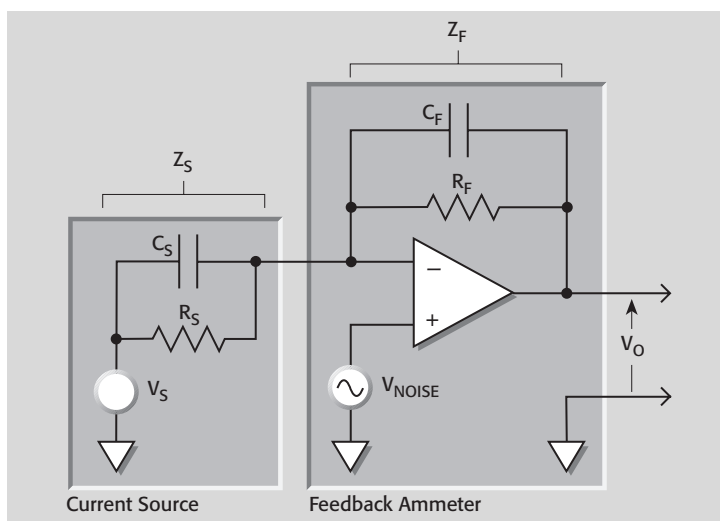 Z_F
C_F
Z_S
R_F
C_S
−
R_S
+
V_O
V_S
V_NOISE
Current Source
Feedback Ammeter